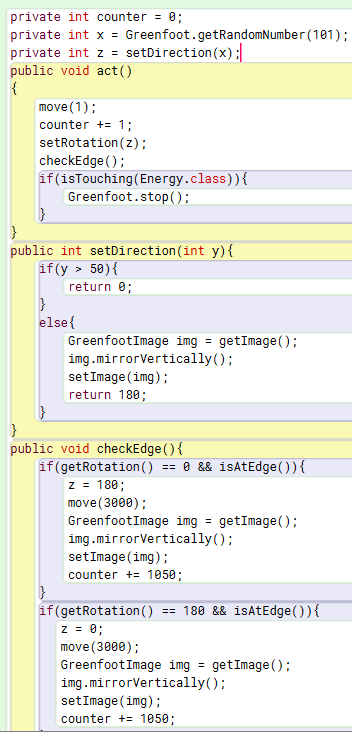 private int counter = 0;
private int x = Greenfoot.getRandomNumber(101);
private int z = setDirection(x);
public void act()
{
move(1);
counter += 1;
setRotation(z);
checkEdge();
if(isTouching(Energy.class)){
Greenfoot.stop();
}
}
public int setDirection(int y){
if(y > 50){
return 0;
}
else{
GreenfootImage img = getImage();
img.mirrorVertically();
setImage(img);
return 180;
}
}
public void checkEdge(){
if(getRotation() == 0 && isAtEdge()){
z = 180;
move(3000);
GreenfootImage img = getImage();
img.mirrorVertically();
setImage(img);
counter += 1050;
}
if(getRotation() == 180 && isAtEdge()){
z = 0;
move(3000);
GreenfootImage img = getImage();
img.mirrorVertically();
setImage(img);
counter += 1050;